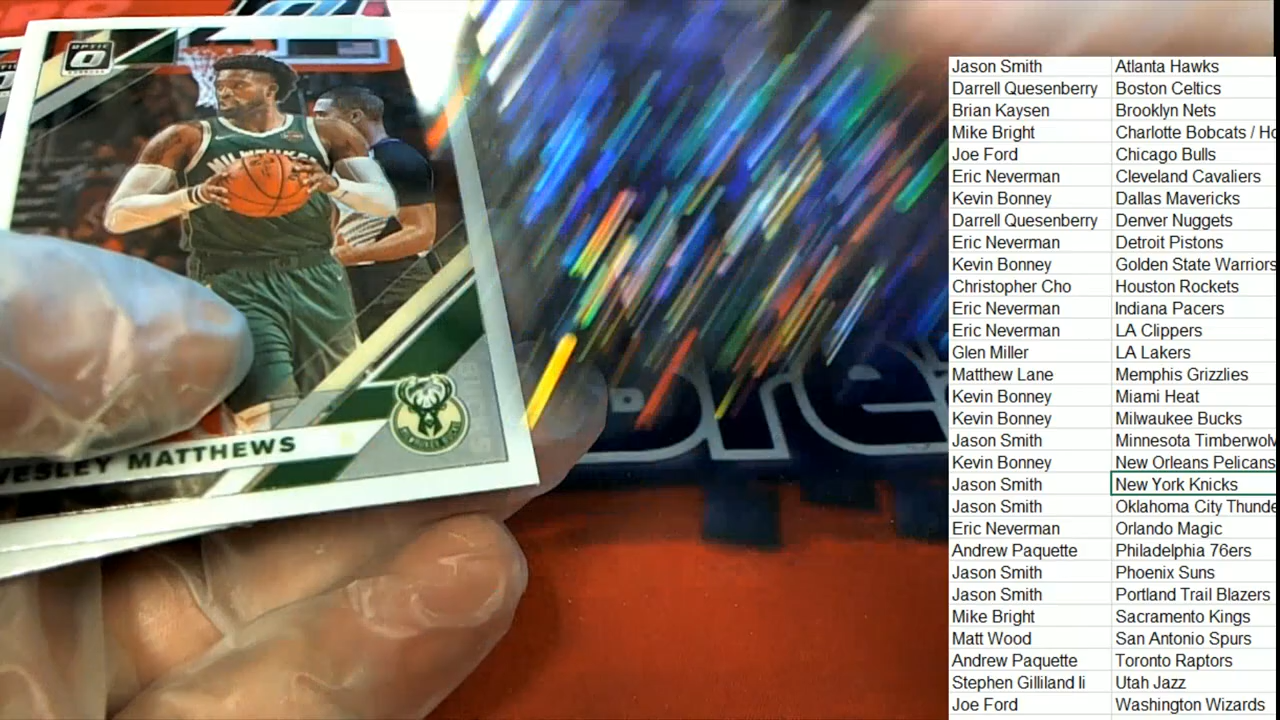 OPTIC
MILWAUKEE
WESLEY MATTHEWS
Jason Smith Atlanta Hawks
Darrell Quesenberry Boston Celtics
Brian Kaysen Brooklyn Nets
Mike Bright Charlotte Bobcats / Ho
Joe Ford Chicago Bulls
Eric Neverman Cleveland Cavaliers
Kevin Bonney Dallas Mavericks
Darrell Quesenberry Denver Nuggets
Eric Neverman Detroit Pistons
Kevin Bonney Golden State Warriors
Christopher Cho Houston Rockets
Eric Neverman Indiana Pacers
Eric Neverman LA Clippers
Glen Miller LA Lakers
Matthew Lane Memphis Grizzlies
Kevin Bonney Miami Heat
Kevin Bonney Milwaukee Bucks
Jason Smith Minnesota Timberwolv
Kevin Bonney New Orleans Pelicans
Jason Smith New York Knicks
Jason Smith Oklahoma City Thunde
Eric Neverman Orlando Magic
Andrew Paquette Philadelphia 76ers
Jason Smith Phoenix Suns
Jason Smith Portland Trail Blazers
Mike Bright Sacramento Kings
Matt Wood San Antonio Spurs
Andrew Paquette Toronto Raptors
Stephen Gilliland Ii Utah Jazz
Joe Ford Washington Wizards